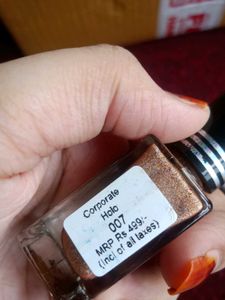 Corporate
Holo
007
MRP Rs 499/-
(Incl of all taxes)